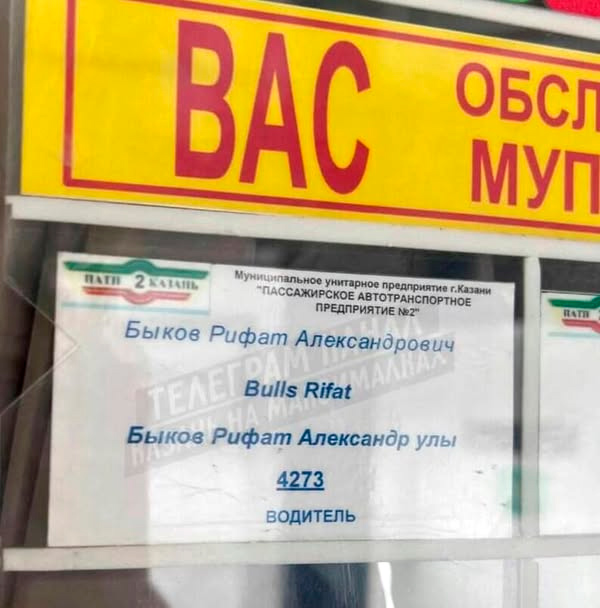 ВАС
ОБСЛ
МУП
ПАТП 2 КАЗАНЬ
Муниципальное унитарное предприятие г.Казани
"ПАССАЖИРСКОЕ АВТОТРАНСПОРТНОЕ
ПРЕДПРИЯТИЕ №2"
Быков Рифат Александрович
Bulls Rifat
Быков Рифат Александр улы
4273
ВОДИТЕЛЬ
ТЕЛЕГРАМ КАНАЛ
КАЗАНЬ НА МАКСИМАЛКАХ
ПАТП